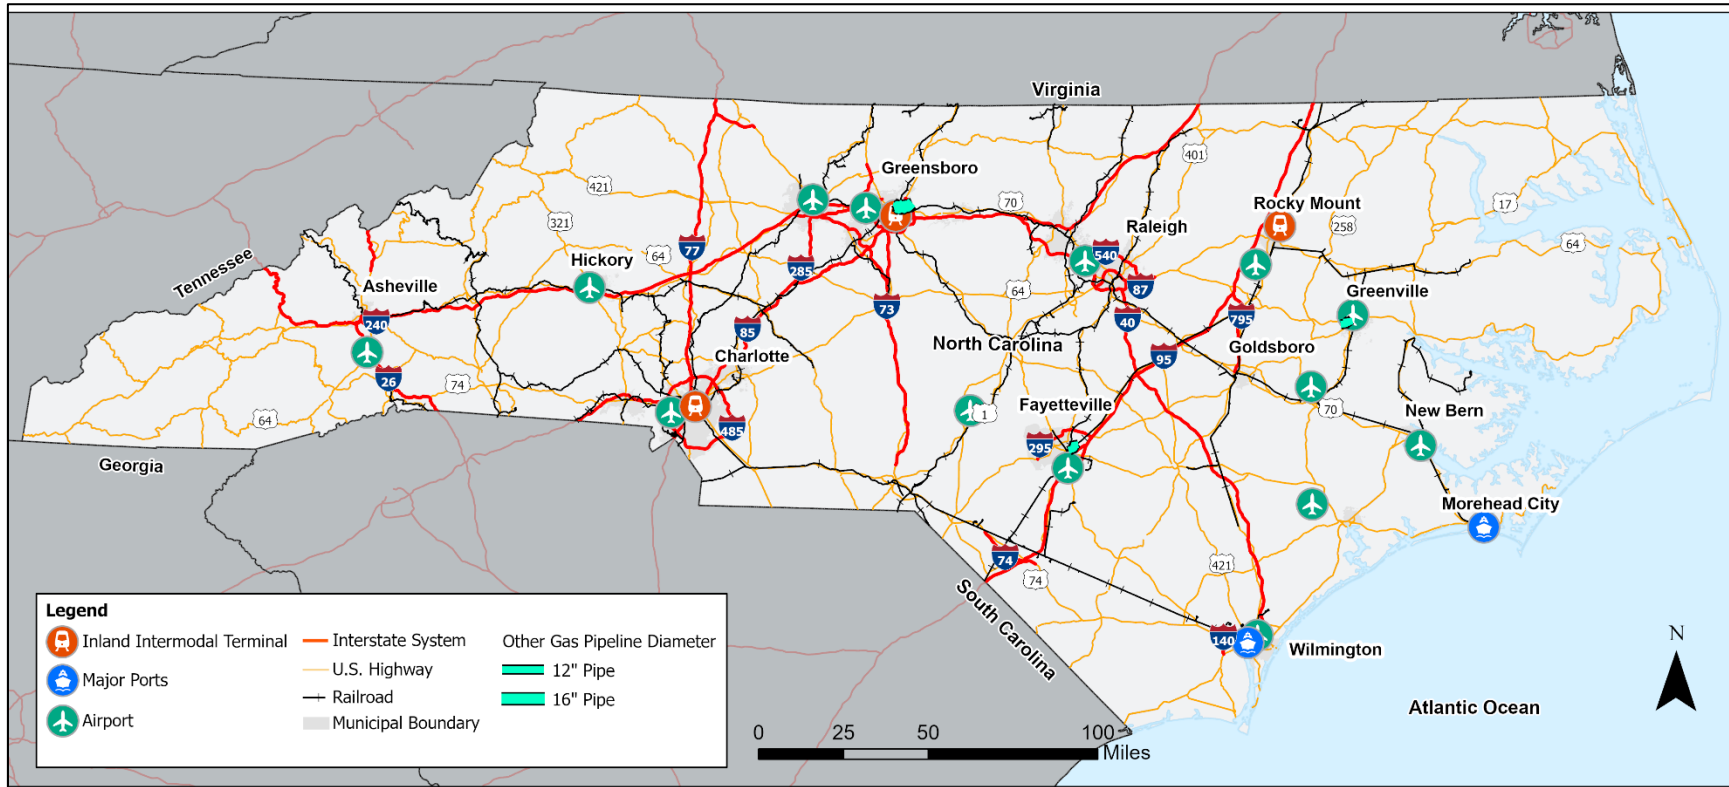 Virginia
401
Greensboro
421
70
Rocky Mount
17
321
258
Raleigh
64
77
540
64
Hickory
Tennessee
285
Asheville
64
87
Greenville
73
40
795
240
85
North Carolina
Goldsboro
95
Charlotte
26
74
Fayetteville
1
70
New Bern
64
485
295
Georgia
Morehead City
74
74
421
South Carolina
140
Wilmington
N
Atlantic Ocean
Legend
Inland Intermodal Terminal
Major Ports
Airport
Interstate System
U.S. Highway
Railroad
Municipal Boundary
Other Gas Pipeline Diameter
12" Pipe
16" Pipe
0 25 50 100
Miles